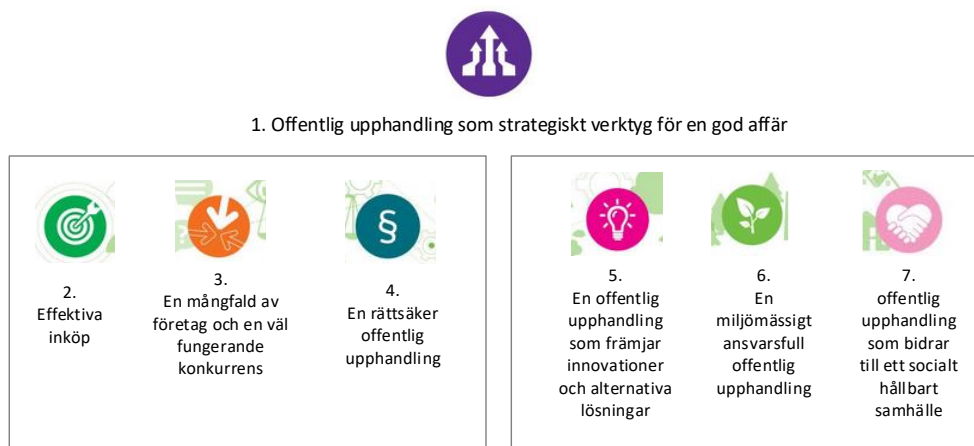 1. Offentlig upphandling som strategiskt verktyg för en god affär
2.
Effektiva
inköp
3.
En mångfald av
företag och en väl
fungerande
konkurrens
§
4.
En rättsäker
offentlig
upphandling
5.
En offentlig
upphandling
som främjar
innovationer
och alternativa
lösningar
6.
En
miljömässigt
ansvarsfull
offentlig
upphandling
7.
offentlig
upphandling
som bidrar
till ett socialt
hållbart
samhälle